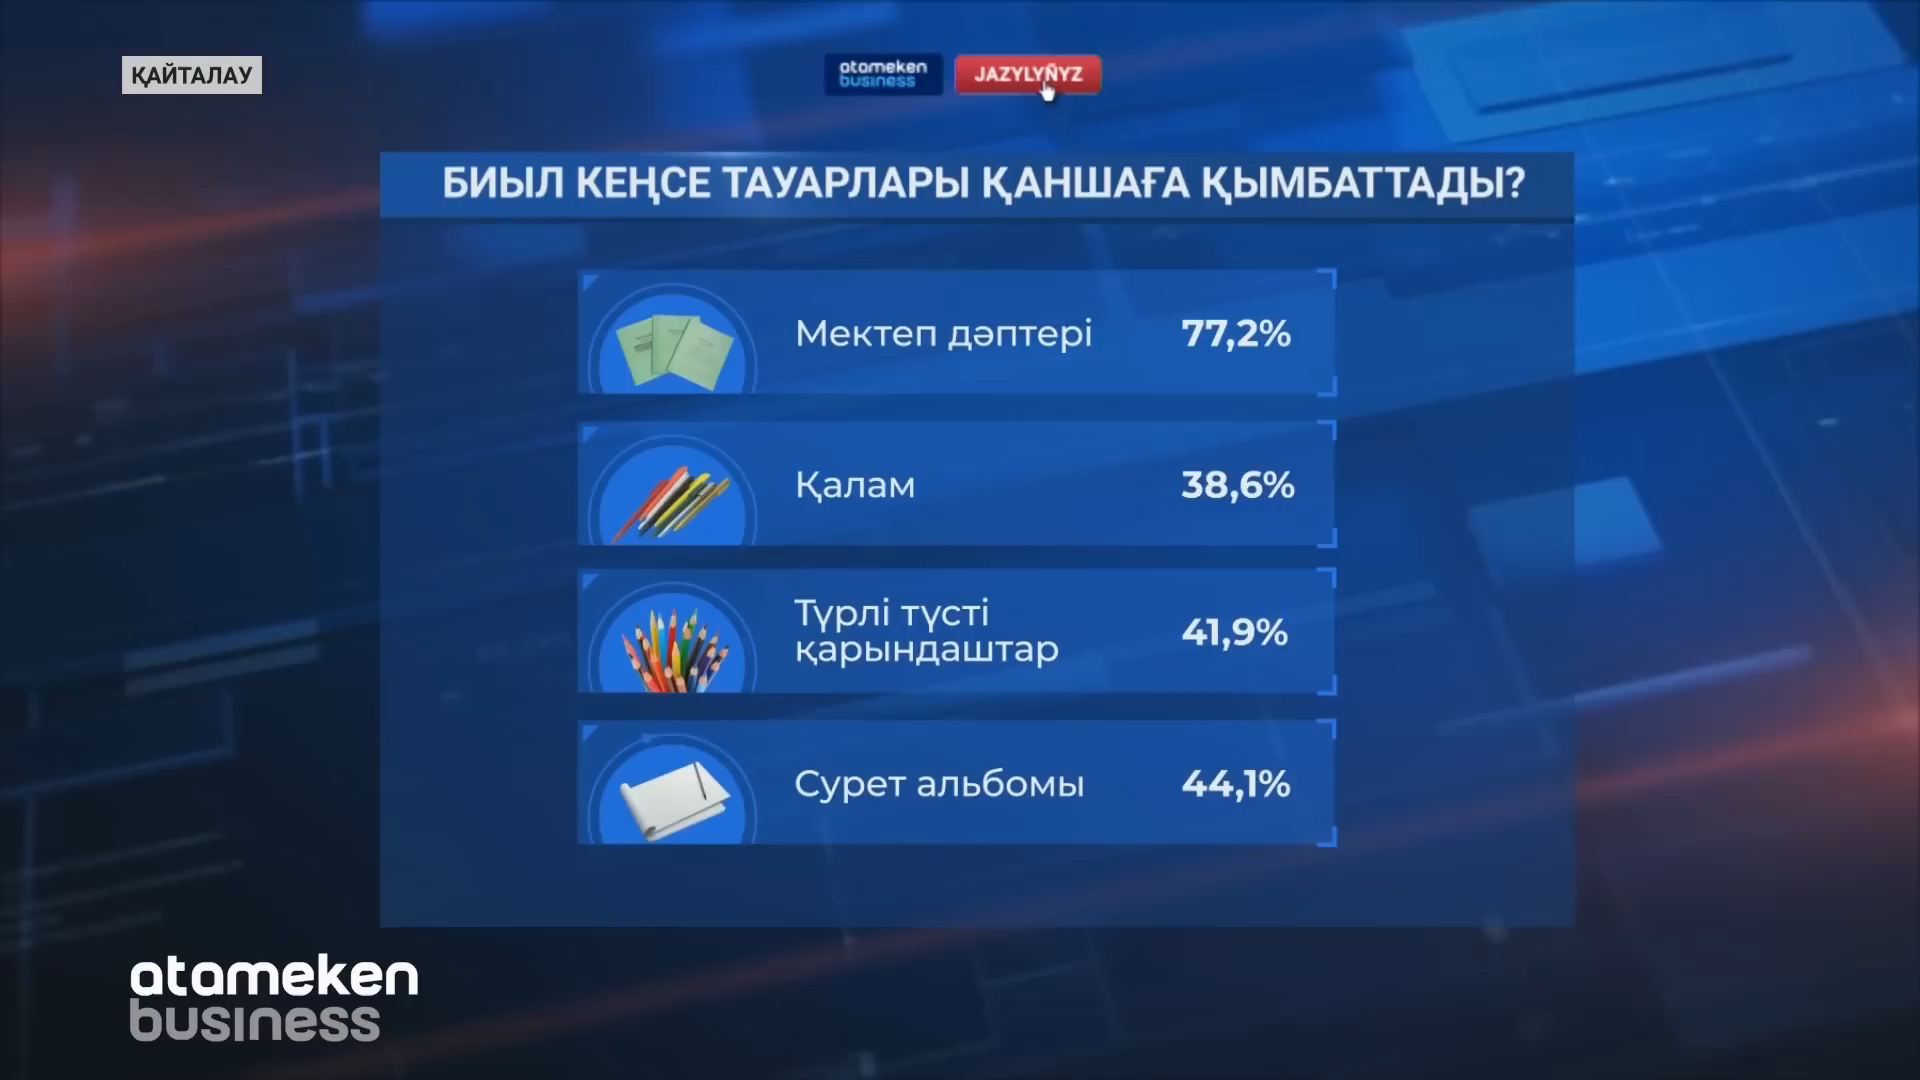 ҚАЙТАЛАУ
atameken
business
JAZYLYŃYZ
БИЫЛ КЕҢСЕ ТАУАРЛАРЫ ҚАНШАҒА ҚЫМБАТТАДЫ?
Мектеп дәптері 77,2%
Қалам 38,6%
Түрлі түсті
қарындаштар 41,9%
Сурет альбомы 44,1%
atameken
business